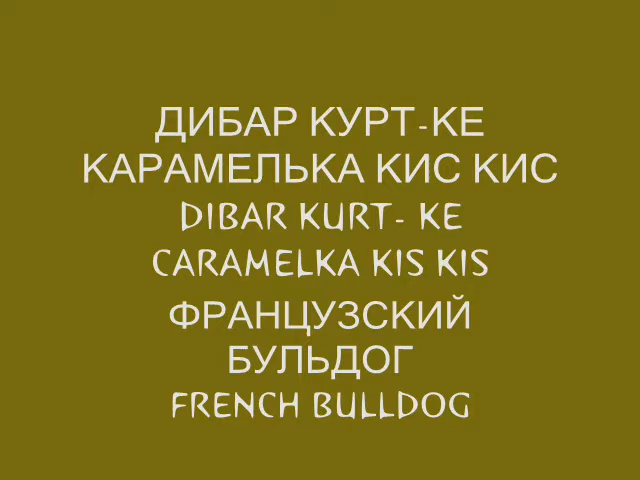 ДИБАР КУРТ-КЕ
КАРАМЕЛЬКА КИС КИС
DIBAR KURT- KE
CARAMELKA KIS KIS
ФРАНЦУЗСКИЙ
БУЛЬДОГ
FRENCH BULLDOG